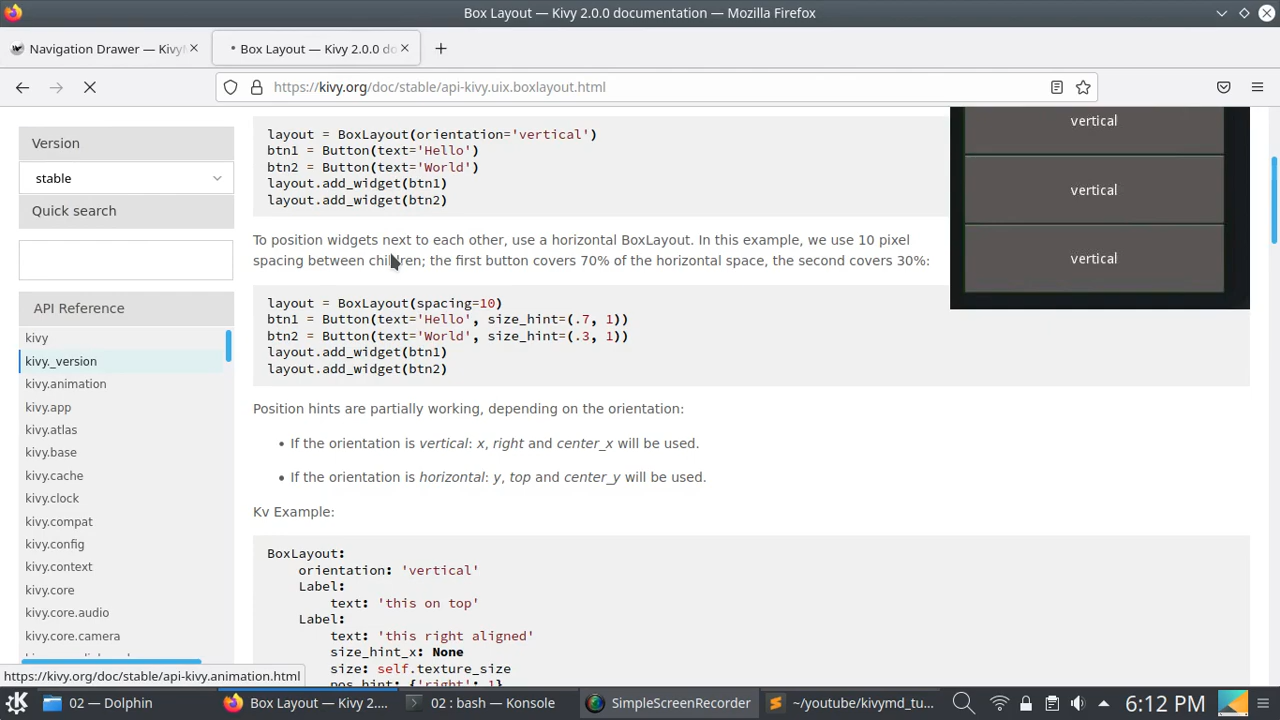 Box Layout — Kivy 2.0.0 documentation — Mozilla Firefox
Navigation Drawer — Kivy
Box Layout — Kivy 2.0.0 do
https://kivy.org/doc/stable/api-kivy.uix.boxlayout.html
Version
stable
Quick search
API Reference
kivy
kivy._version
kivy.animation
kivy.app
kivy.atlas
kivy.base
kivy.cache
kivy.clock
kivy.compat
kivy.config
kivy.context
kivy.core
kivy.core.audio
kivy.core.camera
layout = BoxLayout(orientation='vertical')
btn1 = Button(text='Hello')
btn2 = Button(text='World')
layout.add_widget(btn1)
layout.add_widget(btn2)
vertical
vertical
vertical
To position widgets next to each other, use a horizontal BoxLayout. In this example, we use 10 pixel
spacing between children; the first button covers 70% of the horizontal space, the second covers 30%:
layout = BoxLayout(spacing=10)
btn1 = Button(text='Hello', size_hint=(.7, 1))
btn2 = Button(text='World', size_hint=(.3, 1))
layout.add_widget(btn1)
layout.add_widget(btn2)
Position hints are partially working, depending on the orientation:
• If the orientation is vertical: x, right and center_x will be used.
• If the orientation is horizontal: y, top and center_y will be used.
Kv Example:
BoxLayout:
orientation: 'vertical'
Label:
text: 'this on top'
Label:
text: 'this right aligned'
size_hint_x: None
size: self.texture_size
pos_hint: {'right': 1}
https://kivy.org/doc/stable/api-kivy.animation.html
02 — Dolphin
Box Layout — Kivy 2....
02 : bash — Konsole
SimpleScreenRecorder
~/youtube/kivymd_tu...
6:12 PM